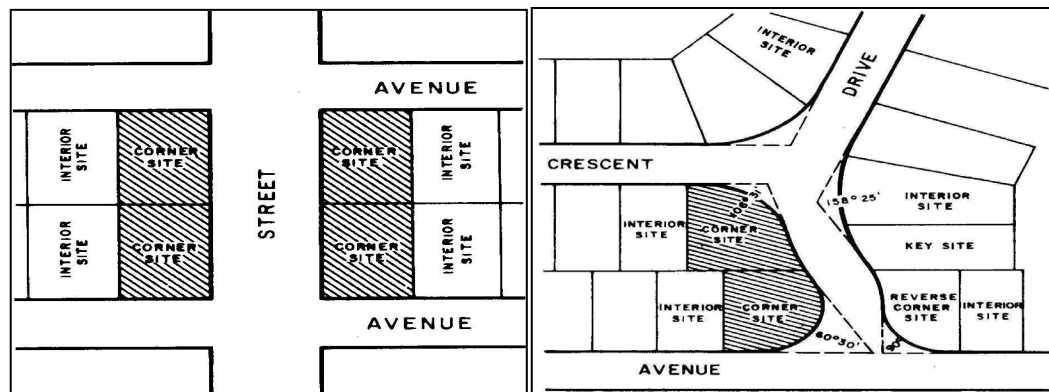 AVENUE
INTERIOR
SITE
CORNER
SITE
CORNER
SITE
INTERIOR
SITE
STREET
INTERIOR
SITE
CORNER
SITE
CORNER
SITE
INTERIOR
SITE
AVENUE
INTERIOR
SITE
DRIVE
CRESCENT
158° 25'
INTERIOR
SITE
INTERIOR
SITE
CORNER
SITE
KEY SITE
INTERIOR
SITE
CORNER
SITE
REVERSE
CORNER
SITE
INTERIOR
SITE
60° 30'
AVENUE